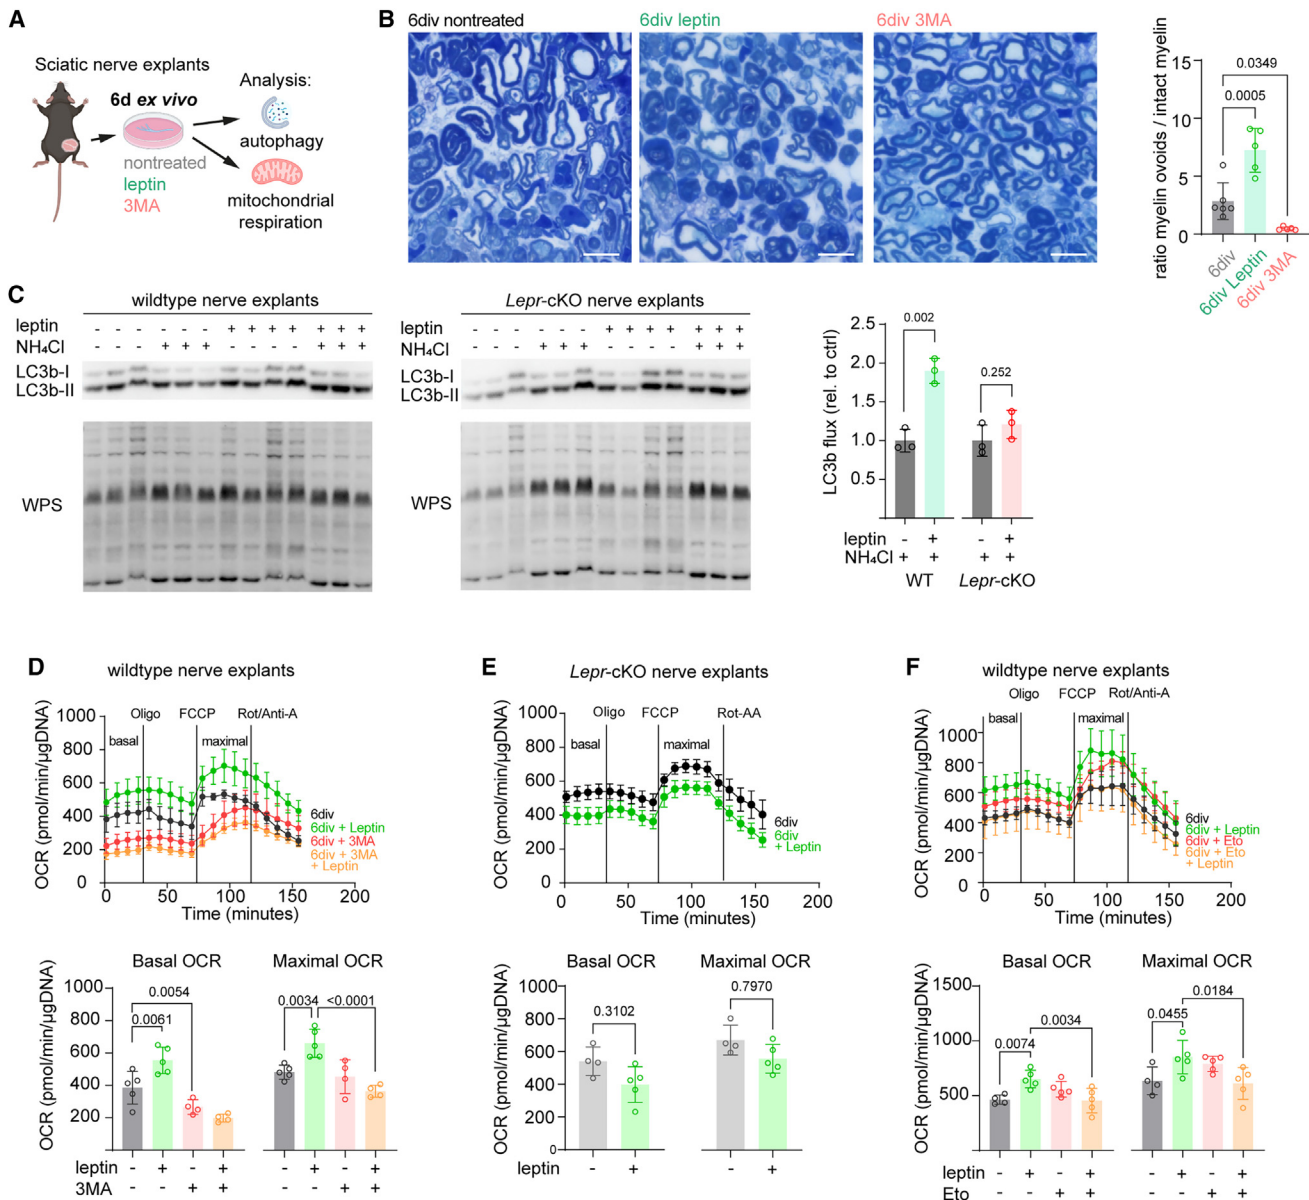 A
Sciatic nerve explants
6d ex vivo
nontreated
leptin
3MA
Analysis:
autophagy
mitochondrial
respiration
B
6div nontreated
6div leptin
6div 3MA
ratio myelin ovoids / intact myelin
15
10
5
0
0.0349
0.0005
6div
6div Leptin
6div 3MA
C
wildtype nerve explants
leptin - - - - - - + + + + + + +
NH₄Cl - - - + + + - - - - + + +
LC3b-I
LC3b-II
WPS
Lepr-cKO nerve explants
leptin - - - - - - + + + + + + +
NH₄Cl - - - + + + - - - - + + +
LC3b-I
LC3b-II
WPS
LC3b flux (rel. to ctrl)
2.5
2.0
1.5
1.0
0.5
0.002
0.252
leptin - + - +
NH₄Cl + + + +
WT Lepr-cKO
D
wildtype nerve explants
OCR (pmol/min/µgDNA)
1000
800
600
400
200
0
Oligo FCCP Rot/Anti-A
basal maximal
6div
6div + Leptin
6div + 3MA
6div + 3MA
+ Leptin
0 50 100 150 200
Time (minutes)
Basal OCR Maximal OCR
OCR (pmol/min/µgDNA)
1000
800
600
400
200
0.0054
0.0061
0.0034 <0.0001
leptin - + - + - + - +
3MA - - + + - - + +
E
Lepr-cKO nerve explants
OCR (pmol/min/µgDNA)
1000
800
600
400
200
0
Oligo FCCP Rot-AA
basal maximal
6div
6div
+ Leptin
0 50 100 150 200
Time (minutes)
Basal OCR Maximal OCR
OCR (pmol/min/µgDNA)
1000
800
600
400
200
0
0.3102
0.7970
leptin - + - +
F
wildtype nerve explants
OCR (pmol/min/µgDNA)
1000
800
600
400
200
0
Oligo FCCP Rot/Anti-A
basal maximal
6div
6div + Leptin
6div + Eto
6div + Eto
+ Leptin
0 50 100 150 200
Time (minutes)
Basal OCR Maximal OCR
OCR (pmol/min/µgDNA)
1500
1000
500
0.0034
0.0074
0.0184
0.0455
leptin - + - + - + - +
Eto - - + + - - + +